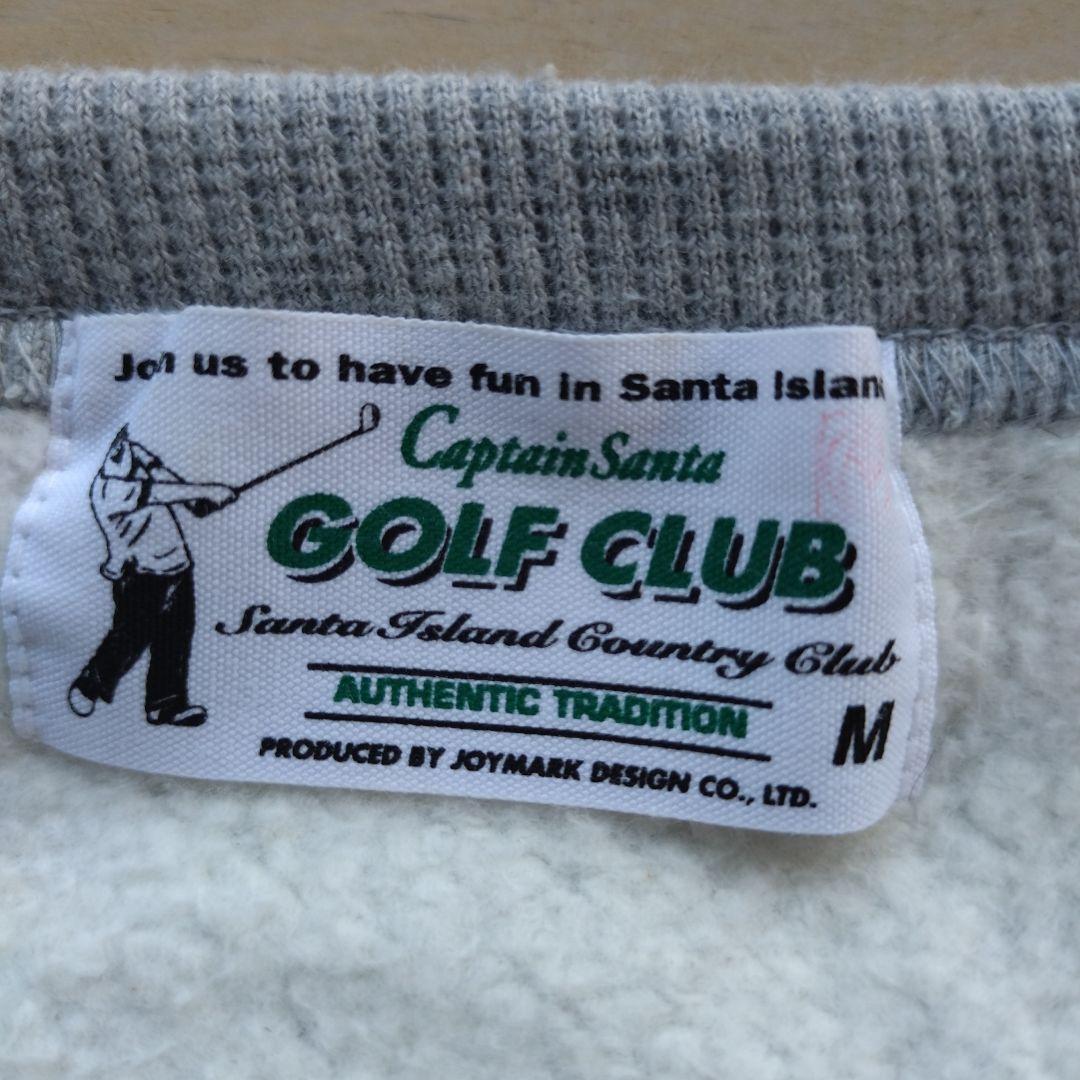 Join us to have fun in Santa Islan
Captain Santa
GOLF CLUB
Santa Island Country Club
AUTHENTIC TRADITION
M
PRODUCED BY JOYMARK DESIGN CO., LTD.